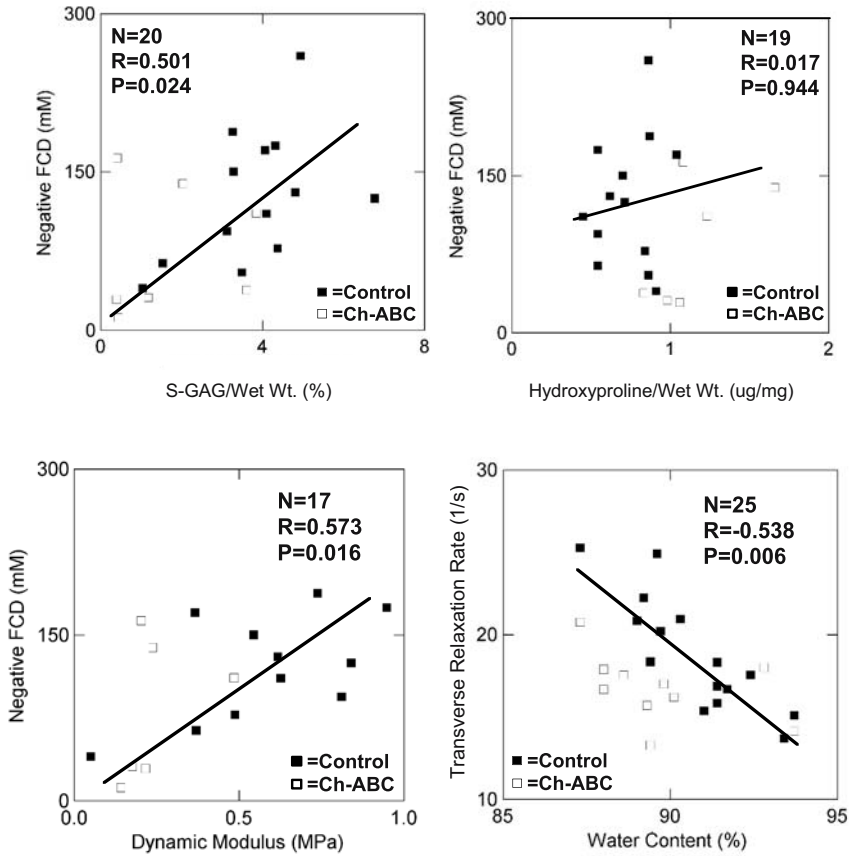 300
N=20
R=0.501
P=0.024
Negative FCD (mM)
150
=Control
=Ch-ABC
0
0 4 8
S-GAG/Wet Wt. (%)
300
N=19
R=0.017
P=0.944
Negative FCD (mM)
150
=Control
=Ch-ABC
0
0 1 2
Hydroxyproline/Wet Wt. (ug/mg)
300
N=17
R=0.573
P=0.016
Negative FCD (mM)
150
=Control
=Ch-ABC
0
0.0 0.5 1.0
Dynamic Modulus (MPa)
30
N=25
R=-0.538
P=0.006
Transverse Relaxation Rate (1/s)
20
=Control
=Ch-ABC
10
85 90 95
Water Content (%)